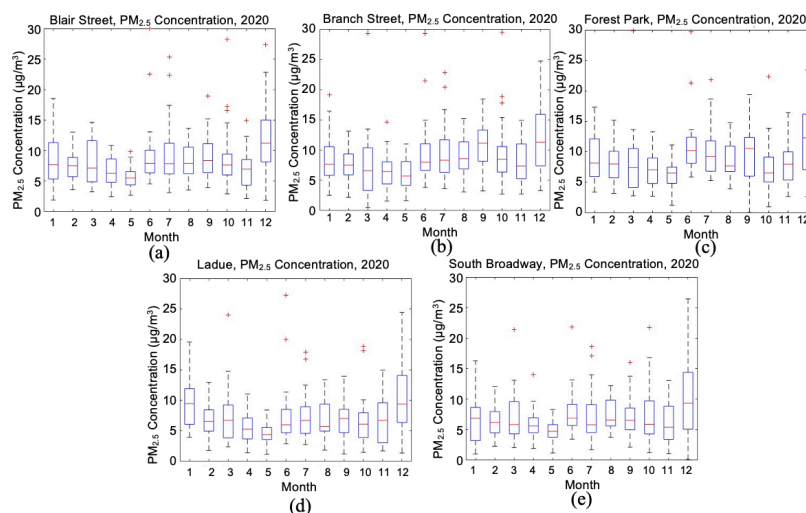 Blair Street, PM2.5 Concentration, 2020
PM2.5 Concentration (μg/m³)
30
25
20
15
10
5
0
1 2 3 4 5 6 7 8 9 10 11 12
Month
(a)
Branch Street, PM2.5 Concentration, 2020
PM2.5 Concentration (μg/m³)
30
25
20
15
10
5
0
1 2 3 4 5 6 7 8 9 10 11 12
Month
(b)
Forest Park, PM2.5 Concentration, 2020
PM2.5 Concentration (μg/m³)
30
25
20
15
10
5
0
1 2 3 4 5 6 7 8 9 10 11 12
Month
(c)
Ladue, PM2.5 Concentration, 2020
PM2.5 Concentration (μg/m³)
30
25
20
15
10
5
0
1 2 3 4 5 6 7 8 9 10 11 12
Month
(d)
South Broadway, PM2.5 Concentration, 2020
PM2.5 Concentration (μg/m³)
30
25
20
15
10
5
0
1 2 3 4 5 6 7 8 9 10 11 12
Month
(e)